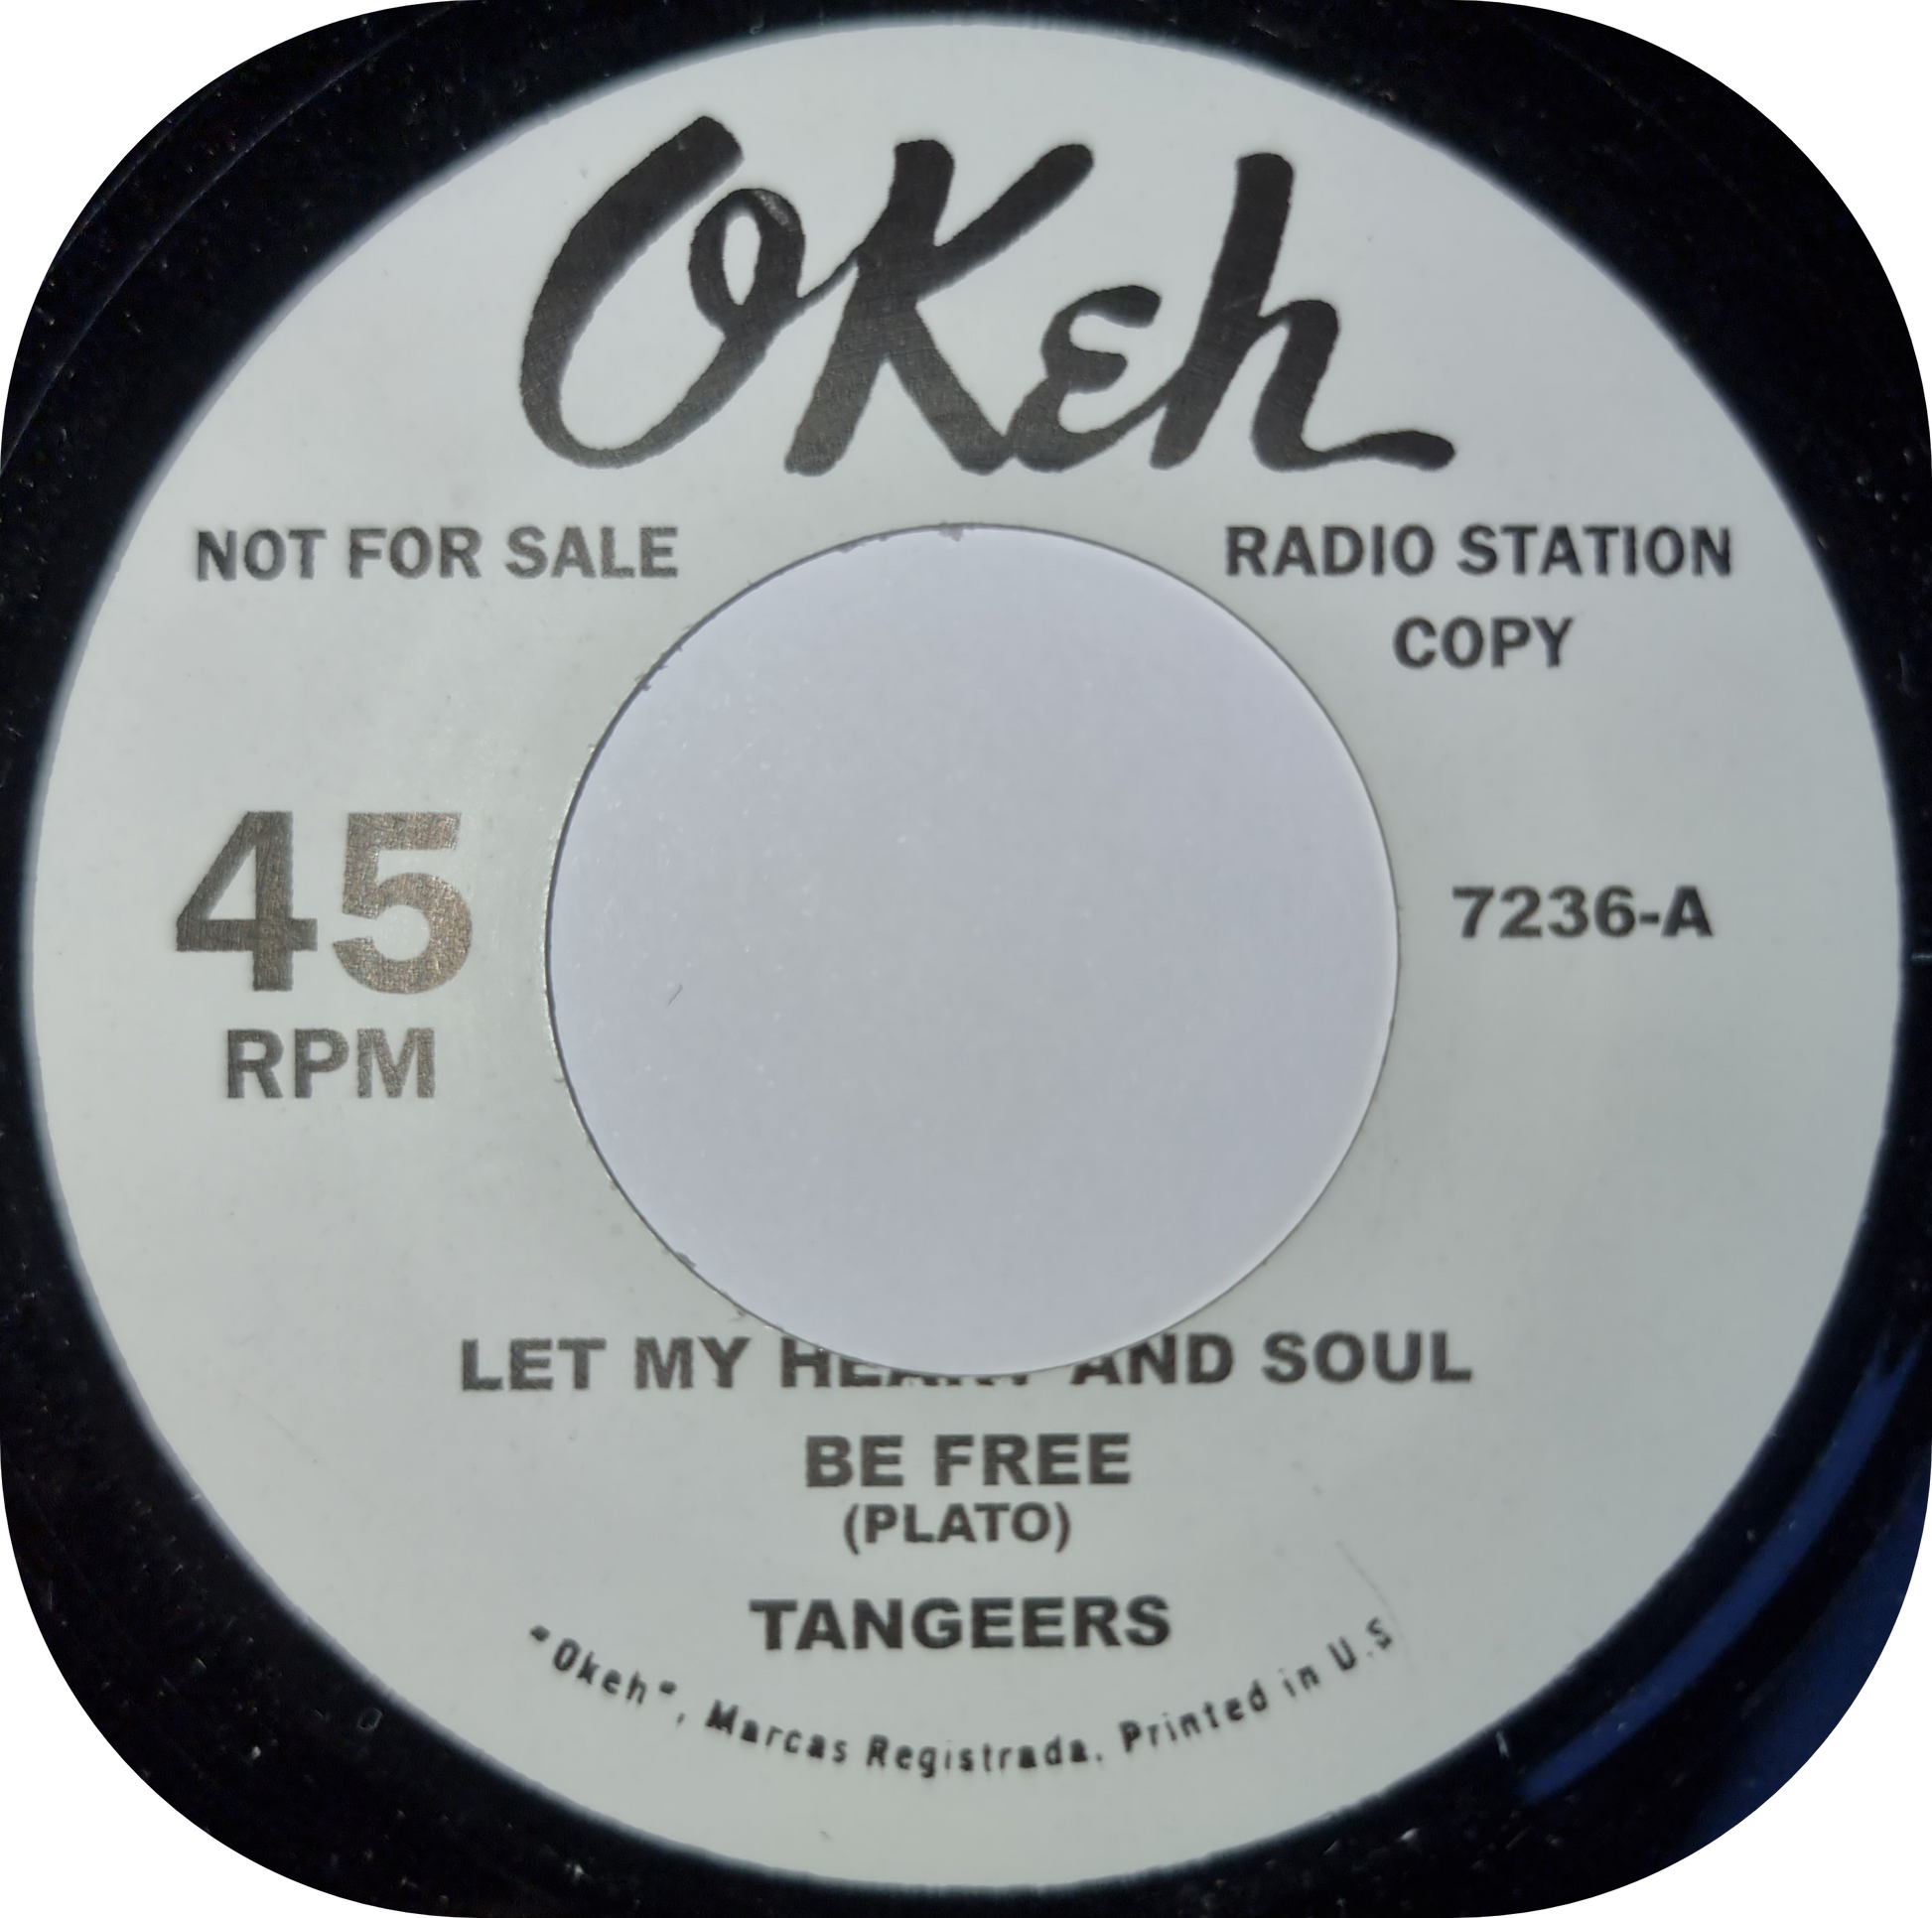 OKeh
NOT FOR SALE
RADIO STATION
COPY
45
RPM
7236-A
LET MY HEART AND SOUL
BE FREE
(PLATO)
TANGEERS
"Okeh", Marcas Registrada. Printed in U.S